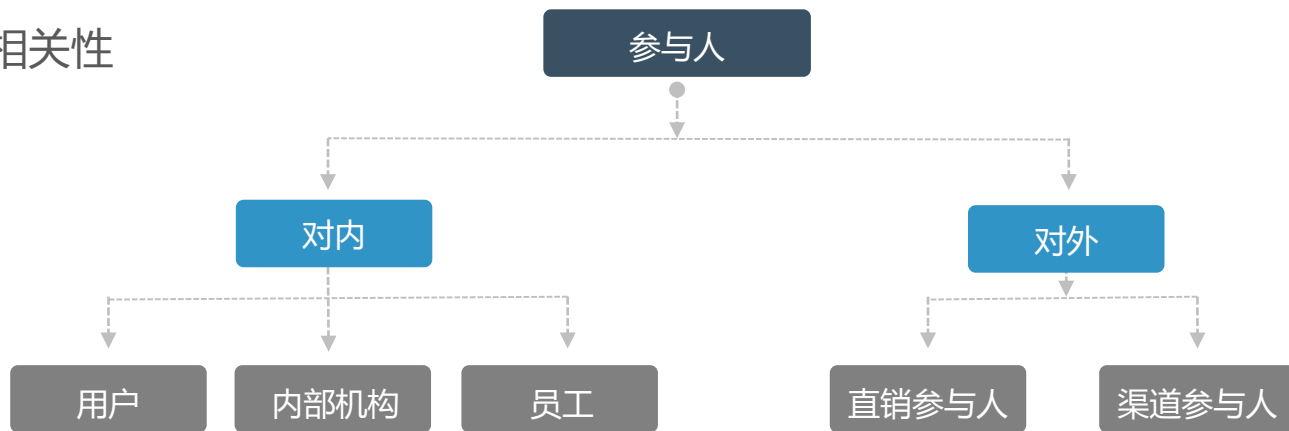 相关性
参与人
对内
对外
用户
内部机构
员工
直销参与人
渠道参与人